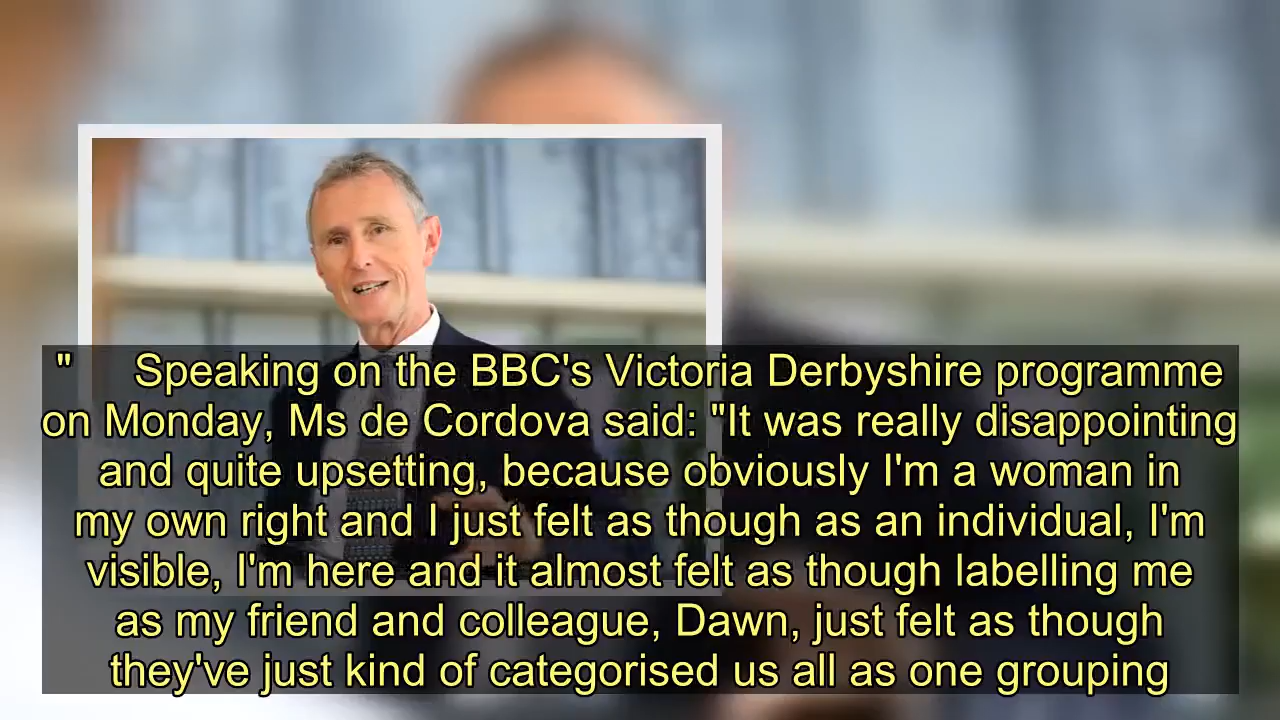 " Speaking on the BBC's Victoria Derbyshire programme
on Monday, Ms de Cordova said: "It was really disappointing
and quite upsetting, because obviously I'm a woman in
my own right and I just felt as though as an individual, I'm
visible, I'm here and it almost felt as though labelling me
as my friend and colleague, Dawn, just felt as though
they've just kind of categorised us all as one grouping